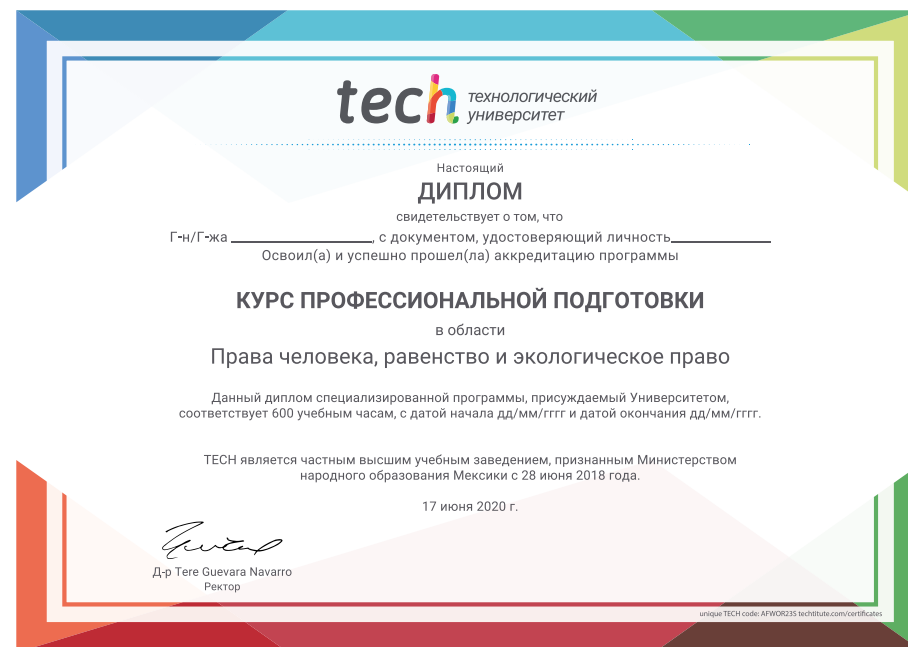 tech технологический
университет
Настоящий
ДИПЛОМ
свидетельствует о том, что
Г-н/Г-жа ____________________, с документом, удостоверяющий личность______________
Освоил(а) и успешно прошел(ла) аккредитацию программы
КУРС ПРОФЕССИОНАЛЬНОЙ ПОДГОТОВКИ
в области
Права человека, равенство и экологическое право
Данный диплом специализированной программы, присуждаемый Университетом,
соответствует 600 учебным часам, с датой начала дд/мм/гггг и датой окончания дд/мм/гггг.
TECH является частным высшим учебным заведением, признанным Министерством
народного образования Мексики с 28 июня 2018 года.
17 июня 2020 г.
Д-р Tere Guevara Navarro
Ректор
unique TECH code: AFWOR235 techtitute.com/certificates